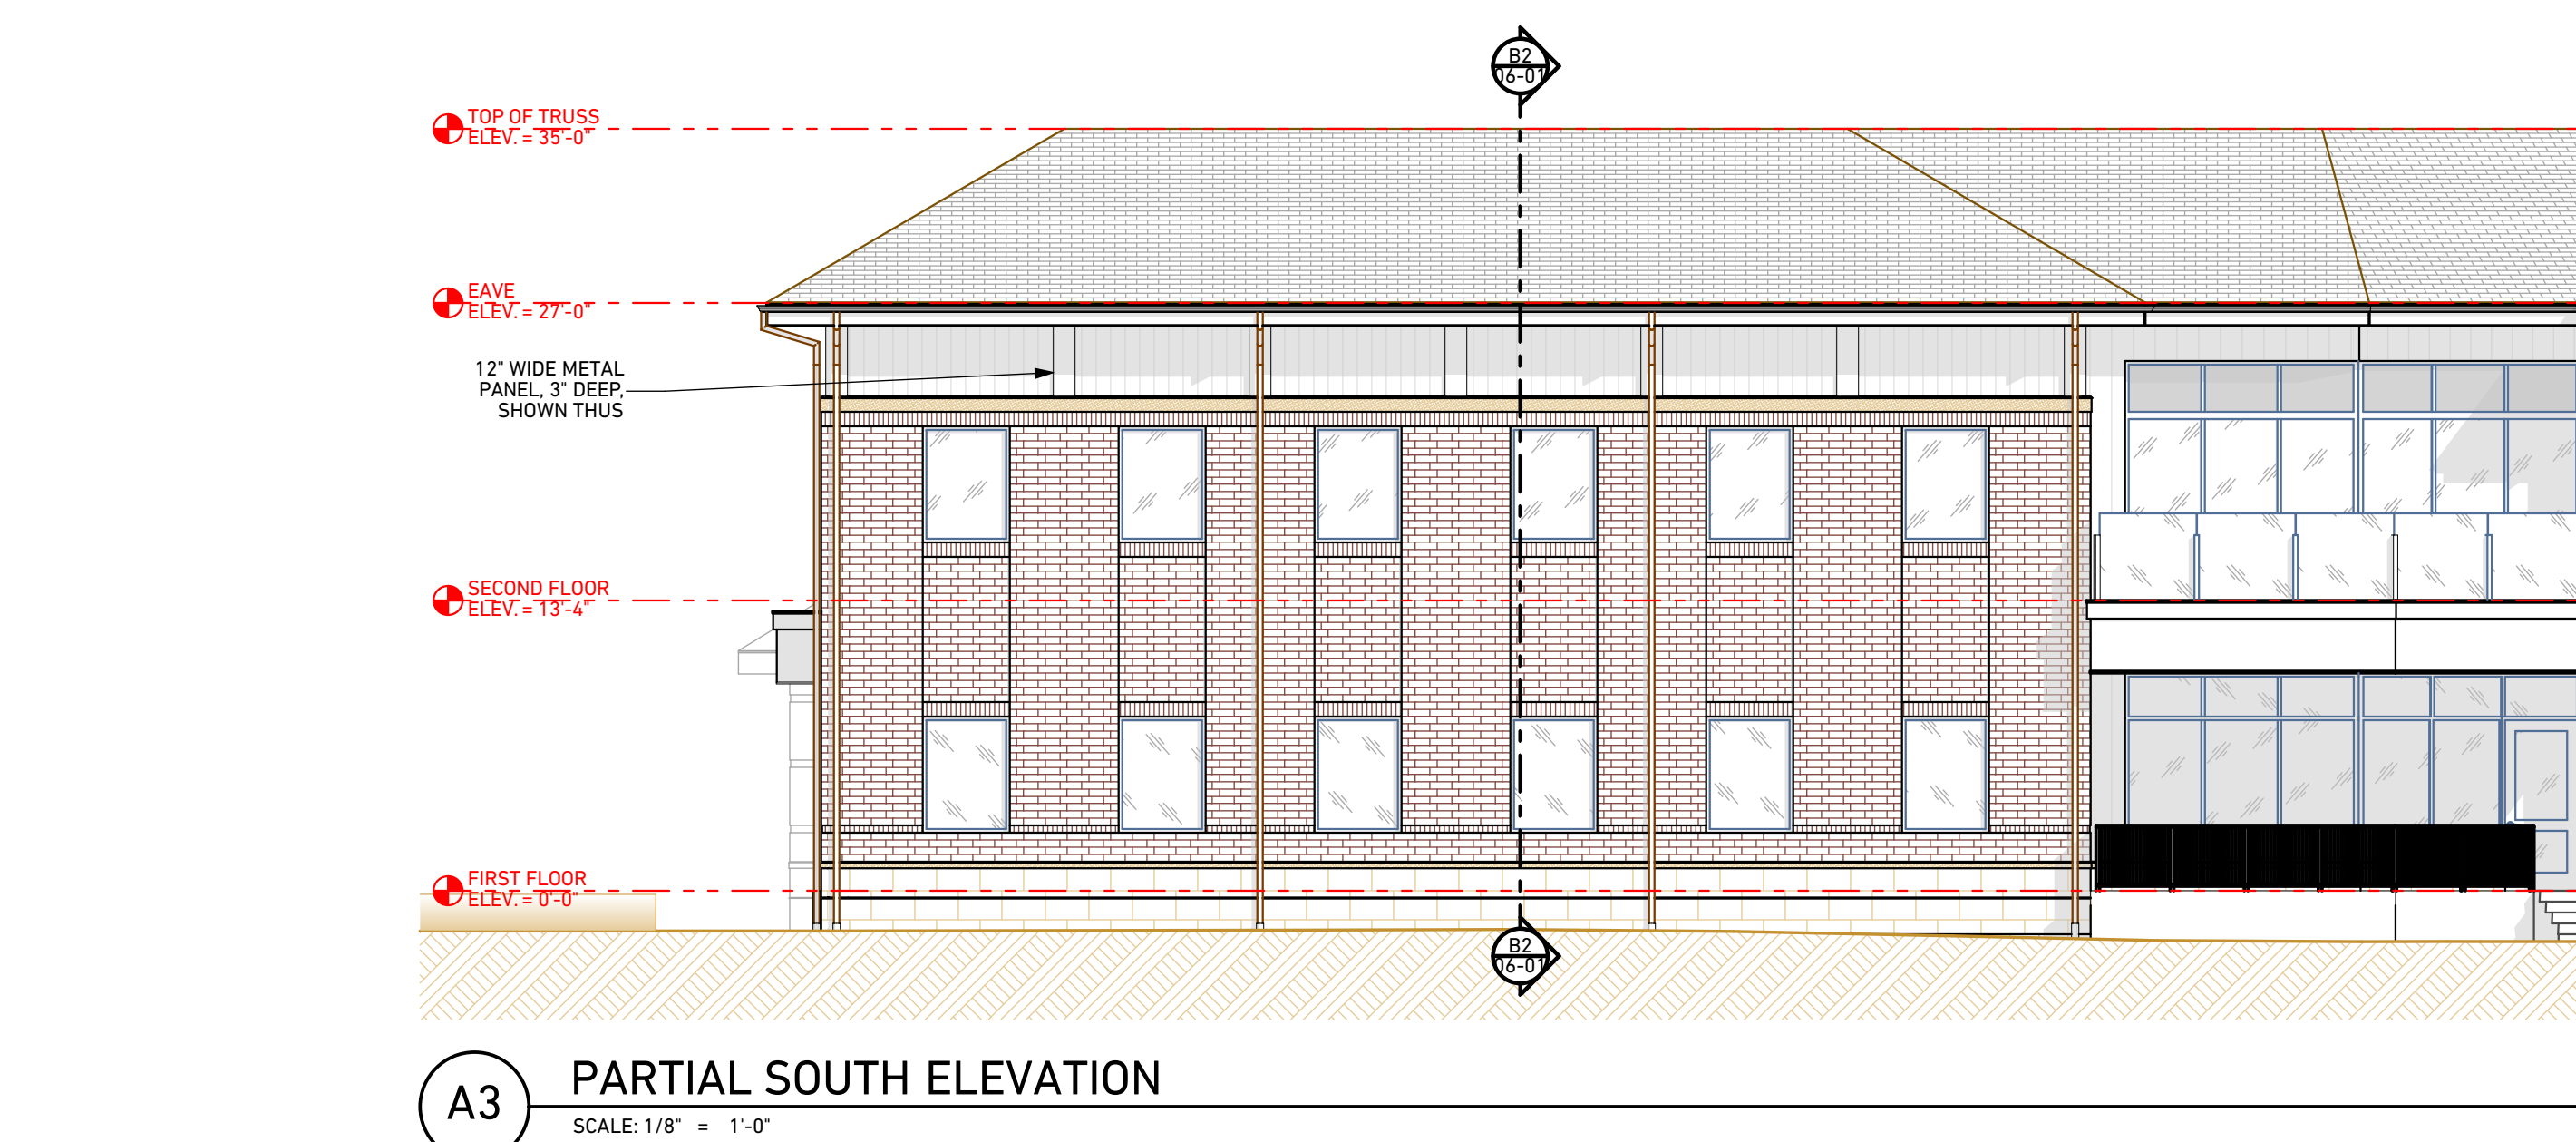 B2
06-01
TOP OF TRUSS
ELEV. = 35'-0"
EAVE
ELEV. = 27'-0"
12" WIDE METAL
PANEL, 3" DEEP,
SHOWN THUS
SECOND FLOOR
ELEV. = 13'-4"
FIRST FLOOR
ELEV. = 0'-0"
B2
06-01
A3
PARTIAL SOUTH ELEVATION
SCALE: 1/8" = 1'-0"